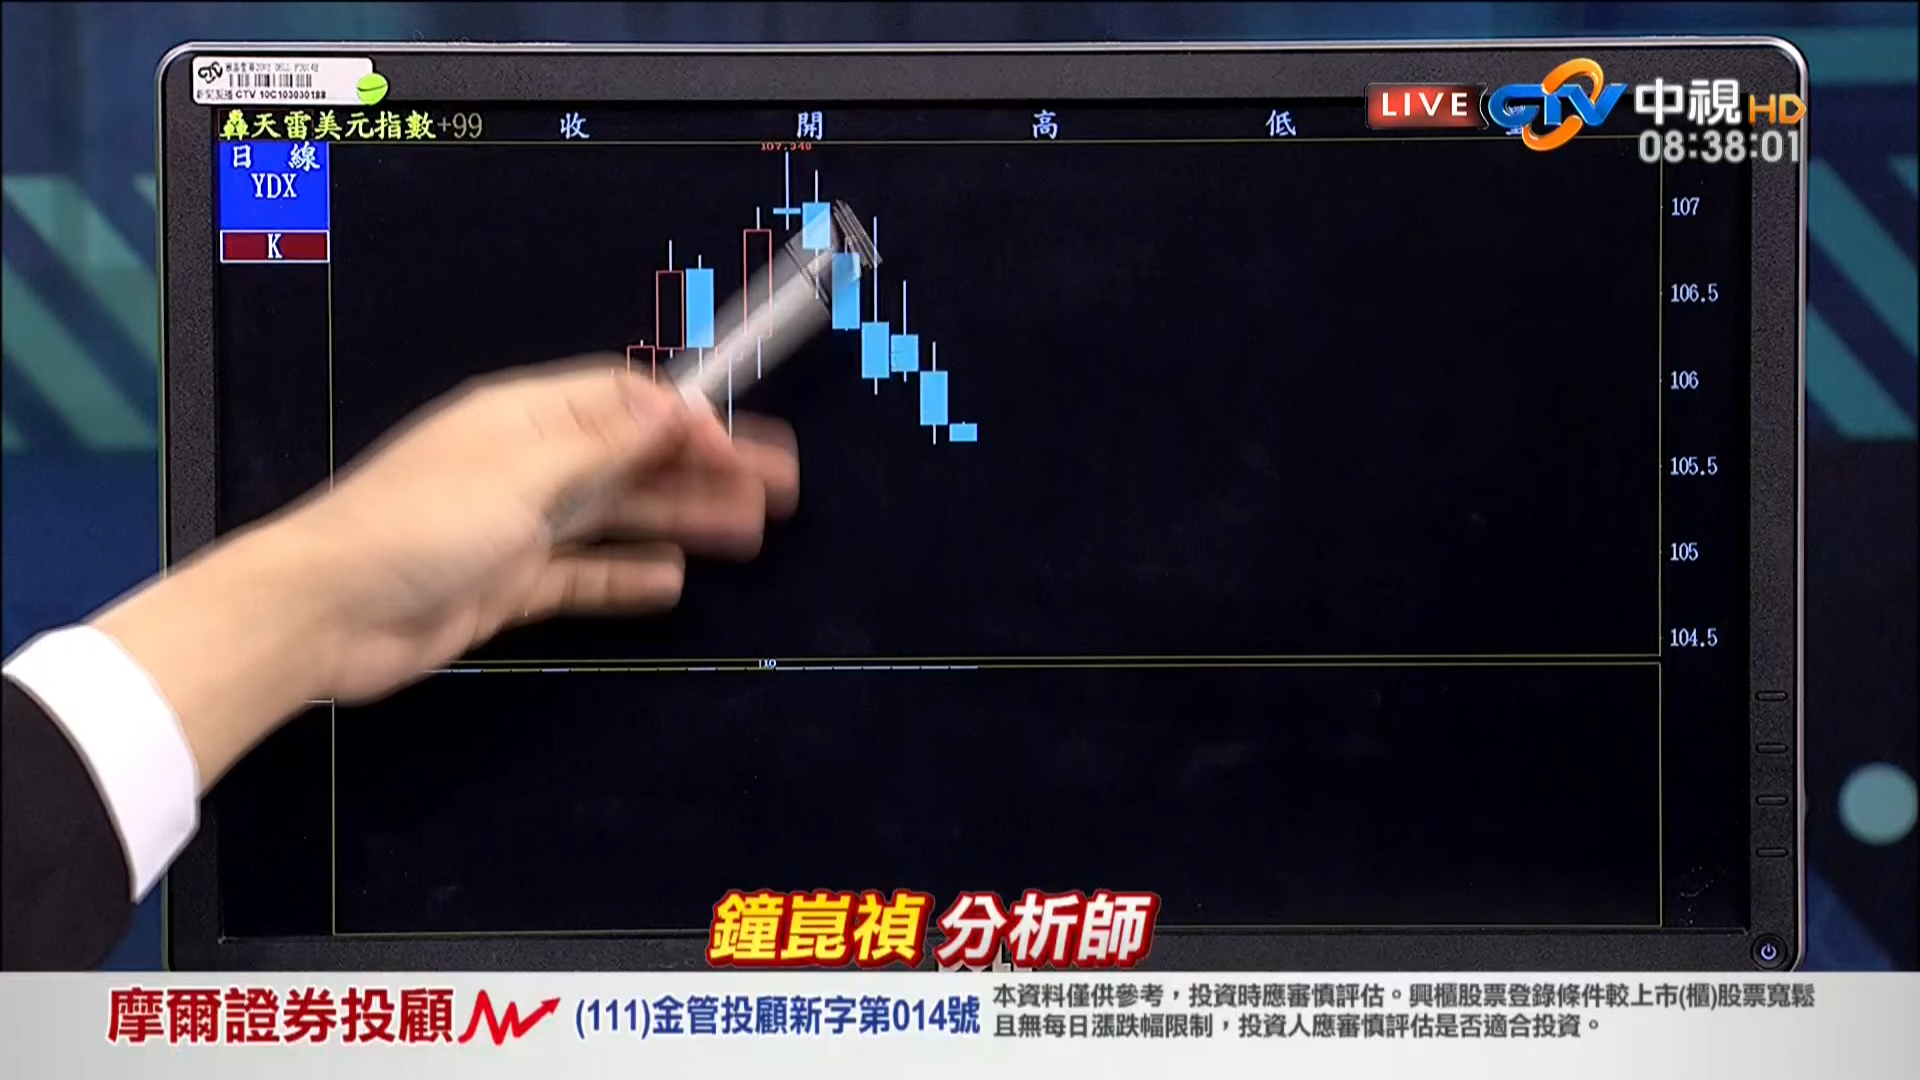 CTV 10C103030188
LIVE CTV 中視HD
08:38:01
轟天雷美元指數+99 收 開 高 低
日 線
YDX
K
107.348
107
106.5
106
105.5
105
104.5
10
鐘崑禎 分析師
摩爾證券投顧 (111)金管投顧新字第014號
本資料僅供參考，投資時應審慎評估。興櫃股票登錄條件較上市(櫃)股票寬鬆
且無每日漲跌幅限制，投資人應審慎評估是否適合投資。